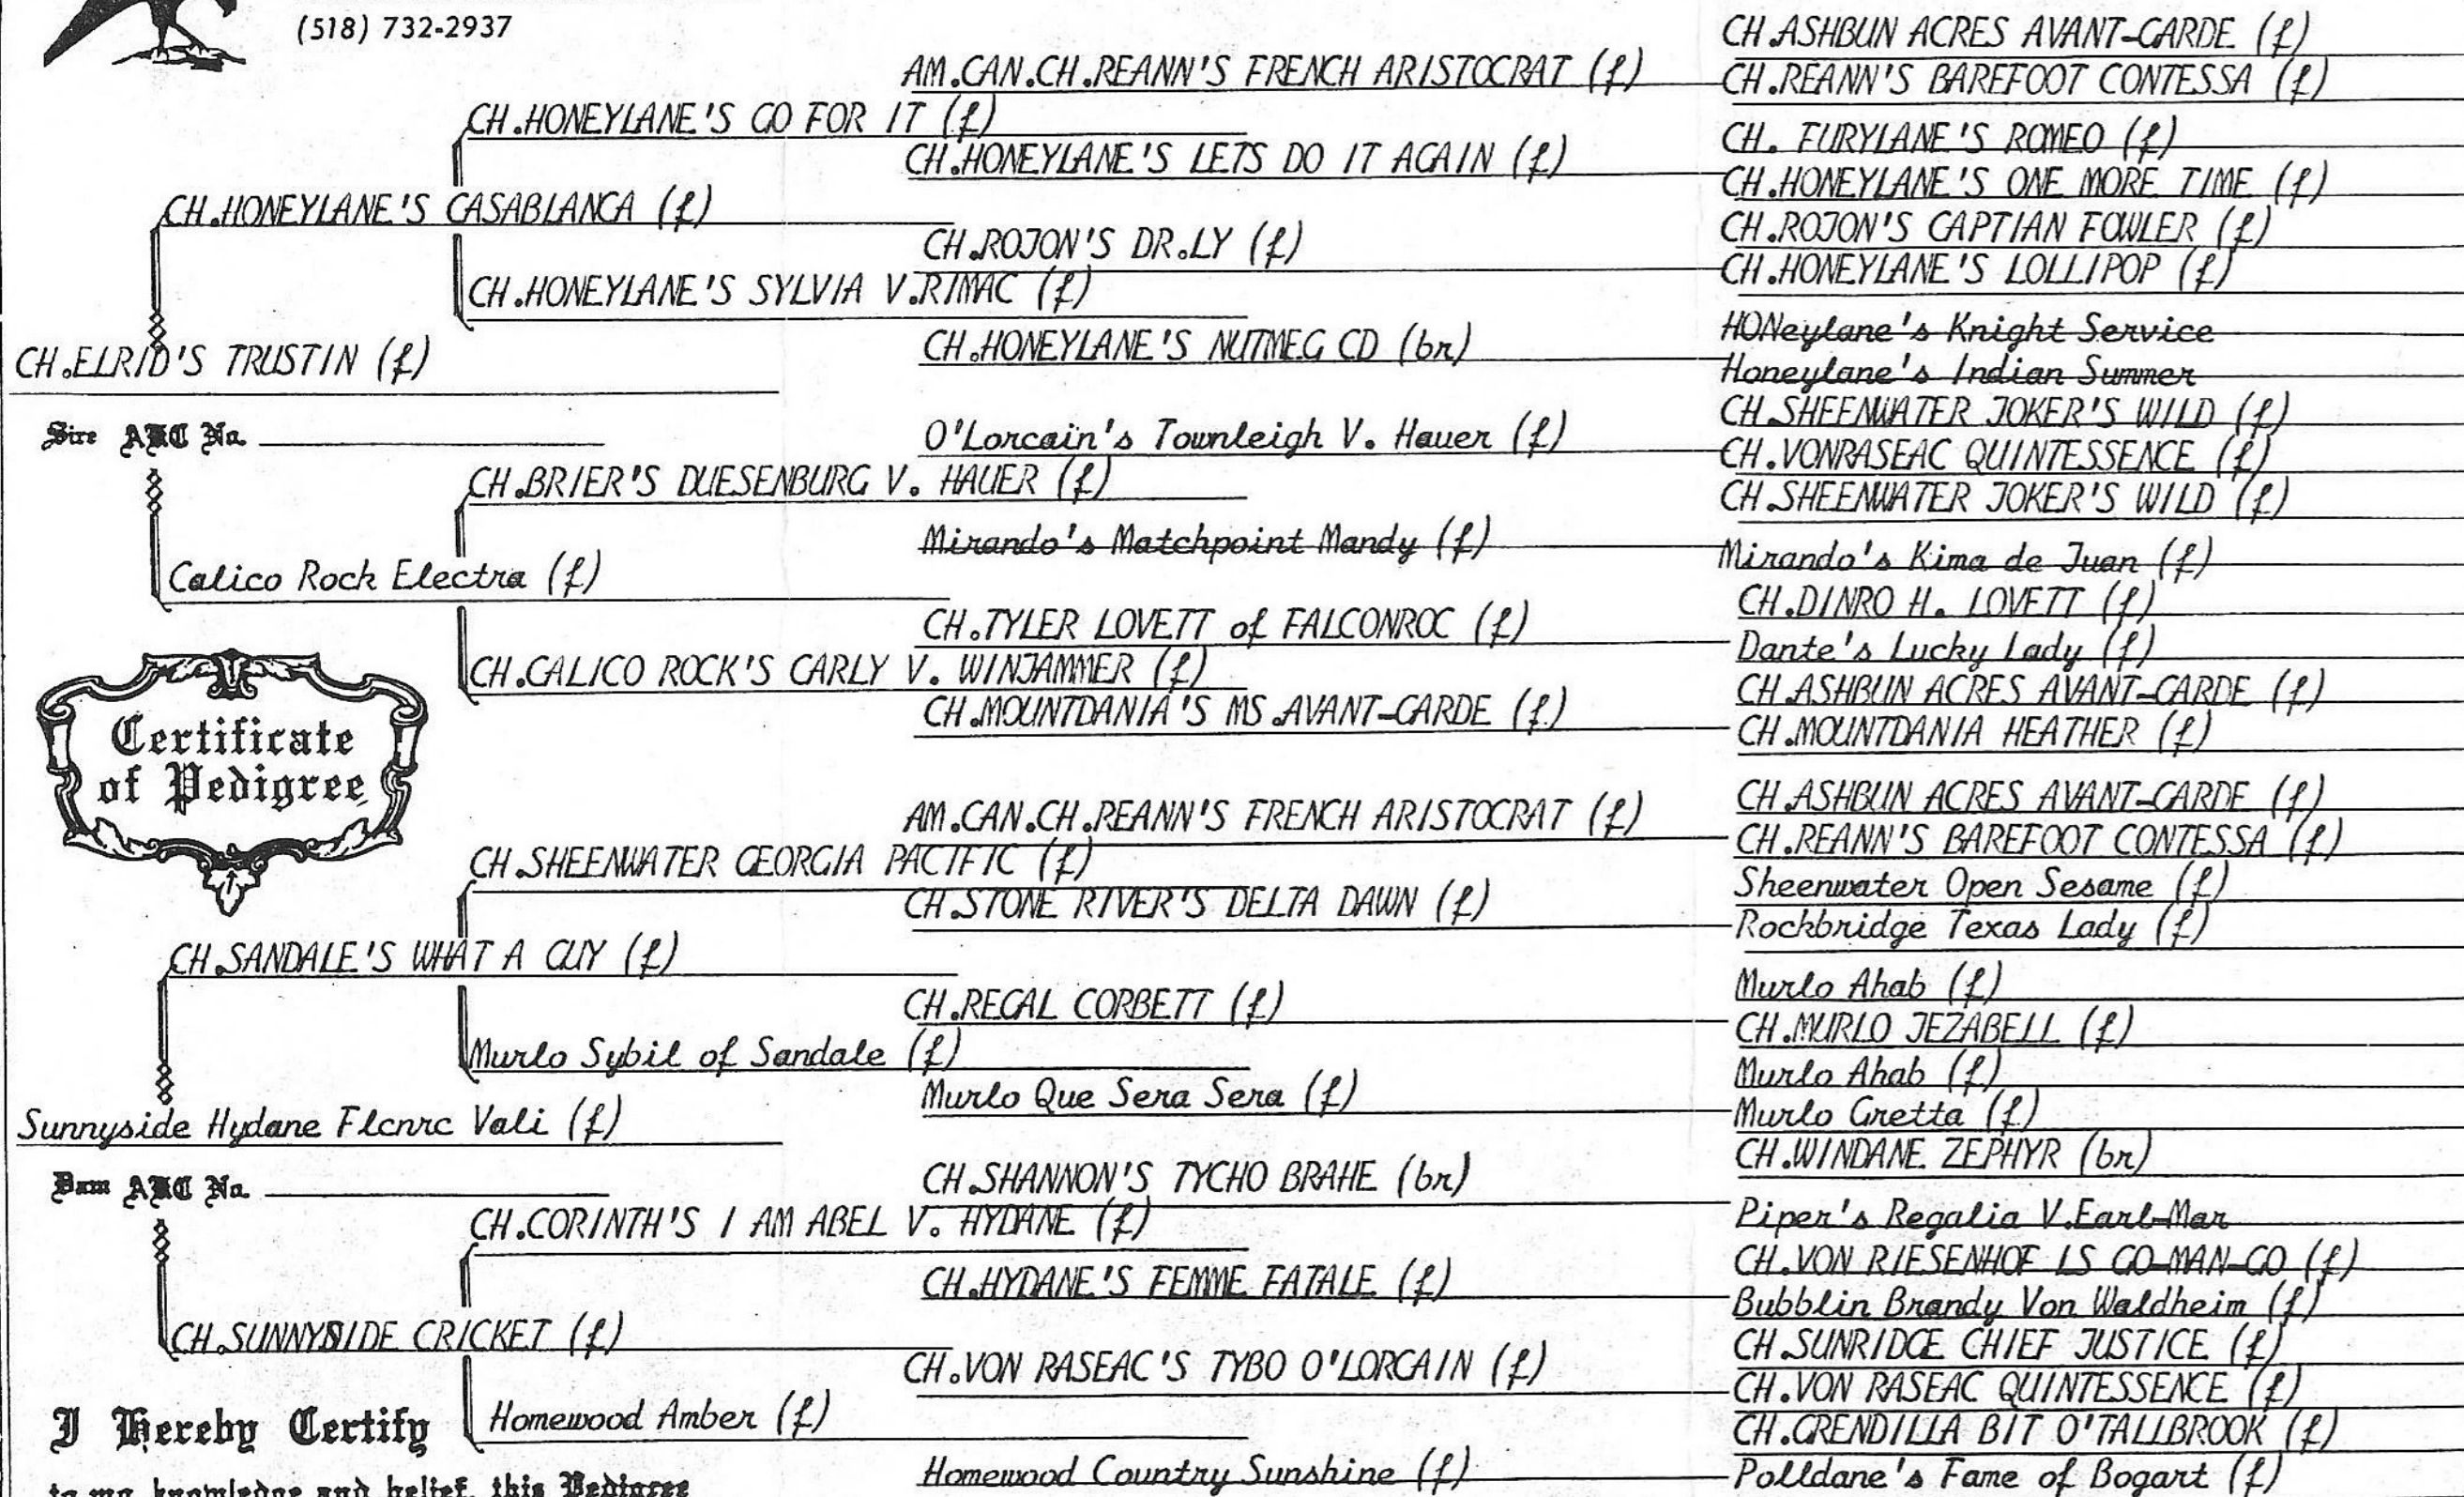 (518) 732-2937
CH.ASHBUN ACRES AVANT-GARDE (f)
AM.CAN.CH.REANN'S FRENCH ARISTOCRAT (f)
CH.REANN'S BAREFOOT CONTESSA (f)
CH.HONEYLANE'S GO FOR IT (f)
CH. FURYLANE'S ROMEO (f)
CH.HONEYLANE'S LETS DO IT AGAIN (f)
CH.HONEYLANE'S ONE MORE TIME (f)
CH.HONEYLANE'S CASABLANCA (f)
CH.ROJON'S CAPTIAN FOWLER (f)
CH.ROJON'S DR.LY (f)
CH.HONEYLANE'S LOLLIPOP (f)
CH.HONEYLANE'S SYLVIA V.RIMAC (f)
HONeylane's Knight Service
CH.HONEYLANE'S NUTMEG CD (br)
Honeylane's Indian Summer
CH.ELRID'S TRUSTIN (f)
CH.SHEENWATER JOKER'S WILD (f)
Sire AKC No.
O'Lorcain's Townleigh V. Hauer (f)
CH.VONRASEAC QUINTESSENCE (f)
CH.BRIER'S DUESENBURG V. HAUER (f)
CH.SHEENWATER JOKER'S WILD (f)
Mirando's Matchpoint Mandy (f)
Mirando's Kima de Juan (f)
Calico Rock Electra (f)
CH.DINRO H. LOVETT (f)
CH.TYLER LOVETT of FALCONROC (f)
Dante's Lucky Lady (f)
CH.CALICO ROCK'S CARLY V. WINJAMMER (f)
CH.ASHBUN ACRES AVANT-GARDE (f)
CH.MOUNTDANIA'S MS.AVANT-GARDE (f)
CH.MOUNTDANIA HEATHER (f)
Certificate
of Pedigree
CH.ASHBUN ACRES AVANT-GARDE (f)
AM.CAN.CH.REANN'S FRENCH ARISTOCRAT (f)
CH.REANN'S BAREFOOT CONTESSA (f)
CH.SHEENWATER GEORGIA PACIFIC (f)
Sheenwater Open Sesame (f)
CH.STONE RIVER'S DELTA DAWN (f)
Rockbridge Texas Lady (f)
CH.SANDALE'S WHAT A GUY (f)
Murlo Ahab (f)
CH.REGAL CORBETT (f)
CH.MURLO JEZABELL (f)
Murlo Sybil of Sandale (f)
Murlo Ahab (f)
Murlo Que Sera Sera (f)
Murlo Gretta (f)
Sunnyside Hydane Flcnrc Vali (f)
CH.WINDANE ZEPHYR (br)
Dam AKC No.
CH.SHANNON'S TYCHO BRAHE (br)
Piper's Regalia V.Earl-Mar
CH.CORINTH'S I AM ABEL V. HYDANE (f)
CH.VON RIESENHOF LS GO-MAN-GO (f)
CH.HYDANE'S FEMME FATALE (f)
Bubblin Brandy Von Waldheim (f)
CH.SUNNYSIDE CRICKET (f)
CH.SUNRIDGE CHIEF JUSTICE (f)
CH.VON RASEAC'S TYBO O'LORCAIN (f)
CH.VON RASEAC QUINTESSENCE (f)
Homewood Amber (f)
CH.GRENDILLA BIT O'TALLBROOK (f)
I Hereby Certify
Homewood Country Sunshine (f)
Polldane's Fame of Bogart (f)
to my knowledge and belief, this Pedigree